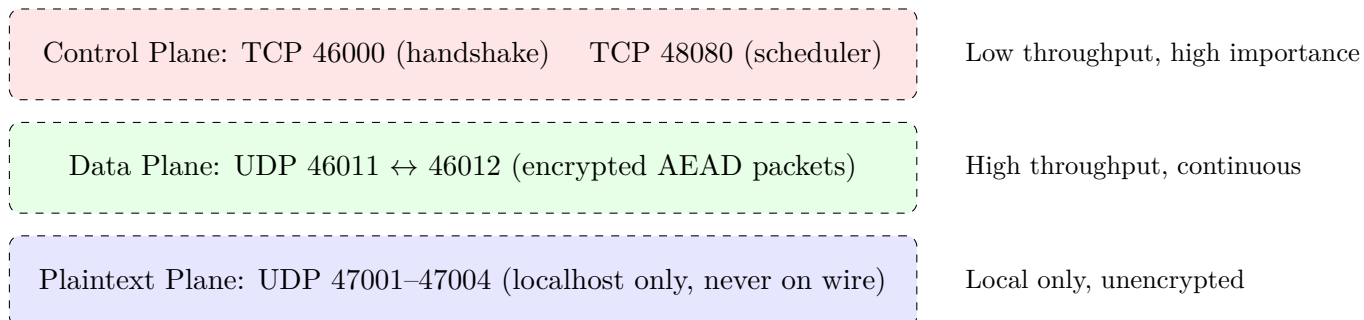 Control Plane: TCP 46000 (handshake) TCP 48080 (scheduler)
Low throughput, high importance
Data Plane: UDP 46011 ↔ 46012 (encrypted AEAD packets)
High throughput, continuous
Plaintext Plane: UDP 47001–47004 (localhost only, never on wire)
Local only, unencrypted